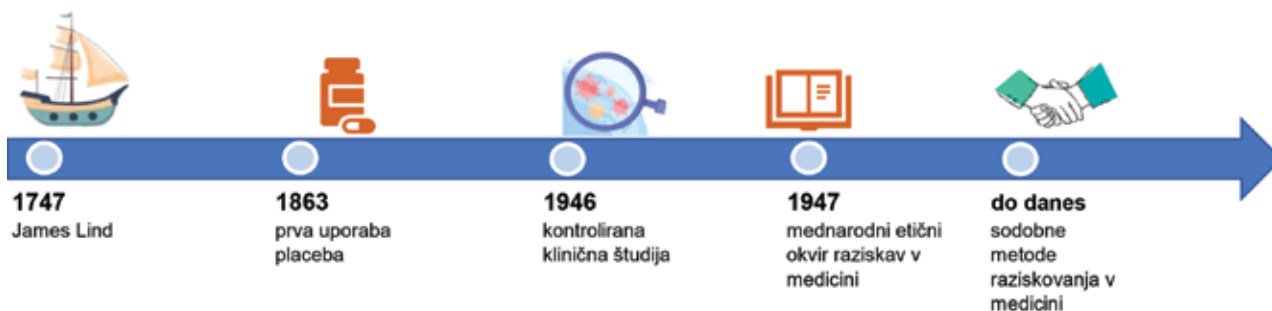 1747
James Lind
1863
prva uporaba
placeba
1946
kontrolirana
klinična študija
1947
mednarodni etični
okvir raziskav v
medicini
do danes
sodobne
metode
raziskovanja v
medicini